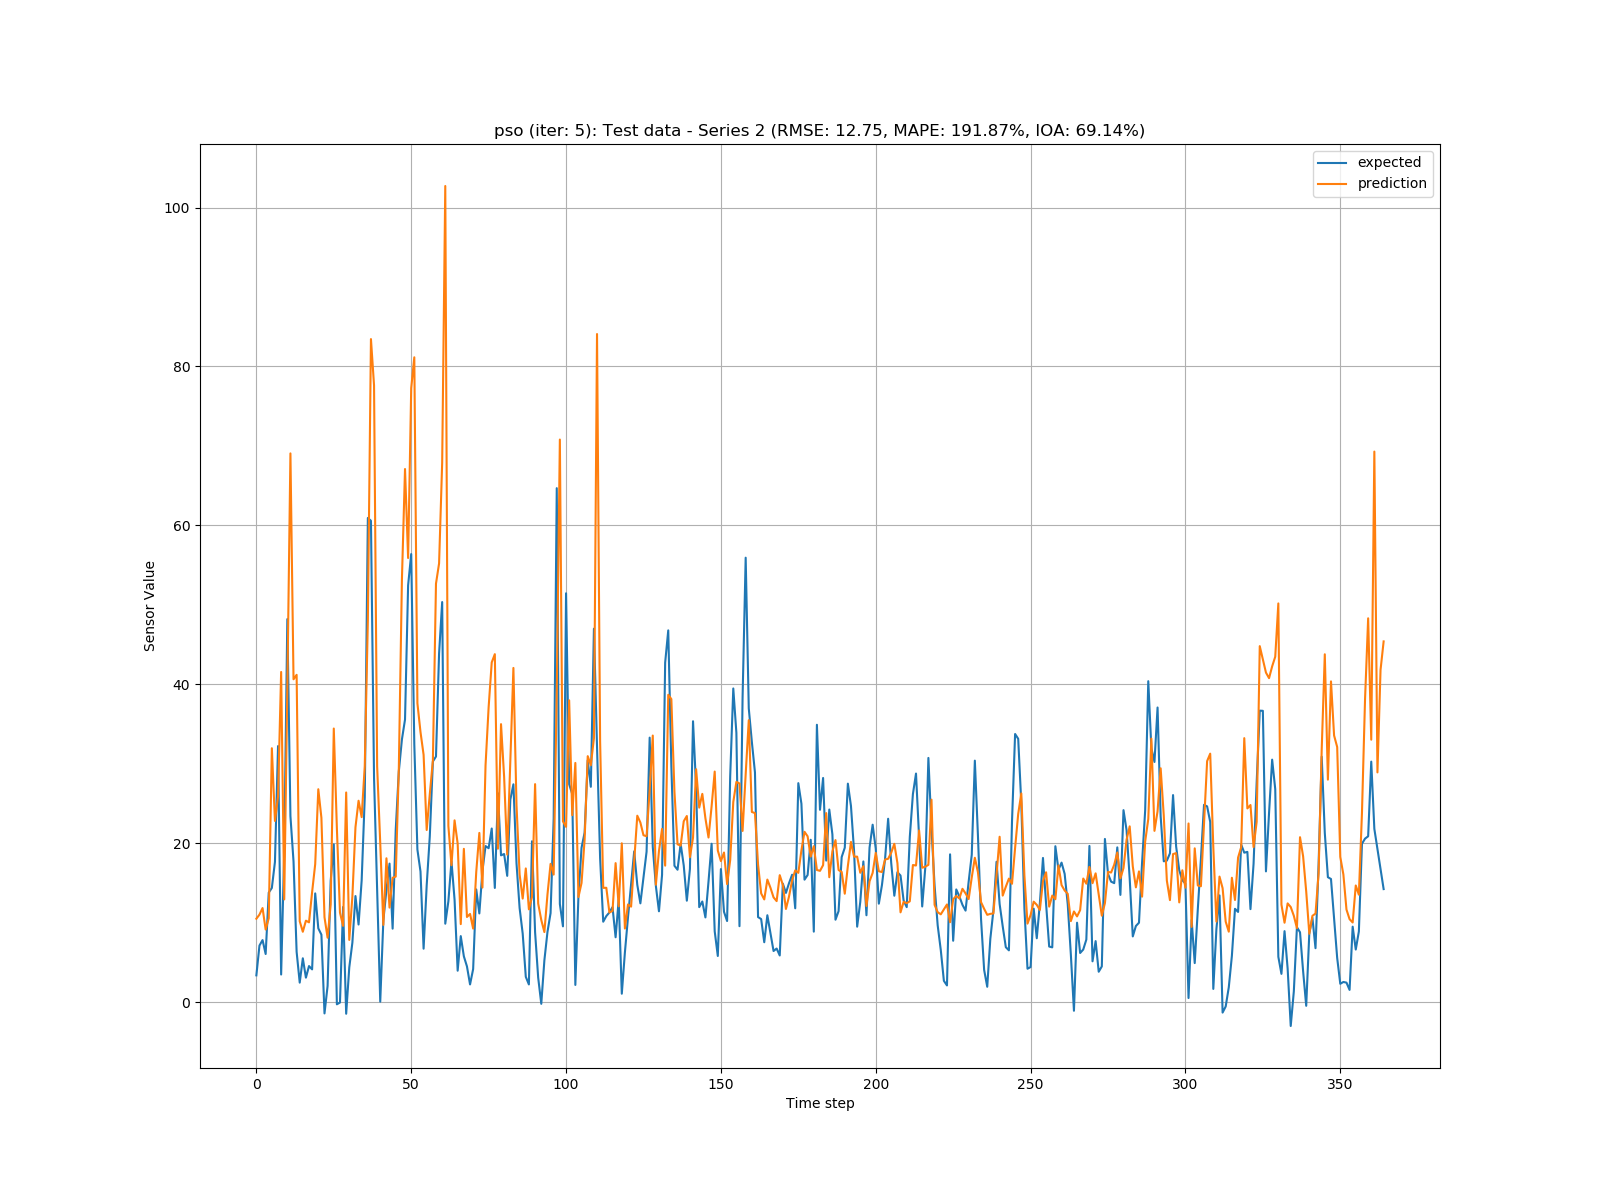 pso (iter: 5): Test data - Series 2 (RMSE: 12.75, MAPE: 191.87%, IOA: 69.14%)
expected
prediction
100
80
60
40
20
0
Sensor Value
0 50 100 150 200 250 300 350
Time step